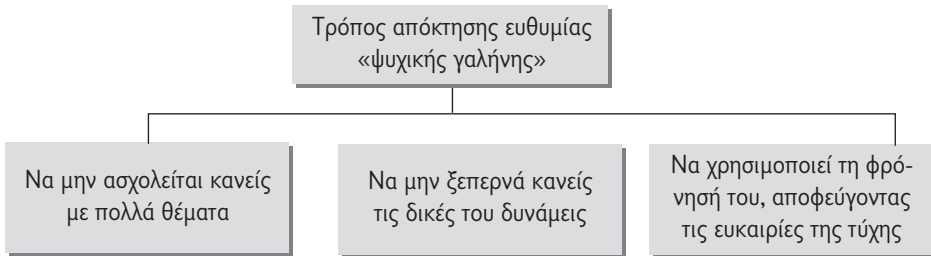 Τρόπος απόκτησης ευθυμίας
«ψυχικής γαλήνης»
Να μην ασχολείται κανείς
με πολλά θέματα
Να μην ξεπερνά κανείς
τις δικές του δυνάμεις
Να χρησιμοποιεί τη φρό-
νησή του, αποφεύγοντας
τις ευκαιρίες της τύχης